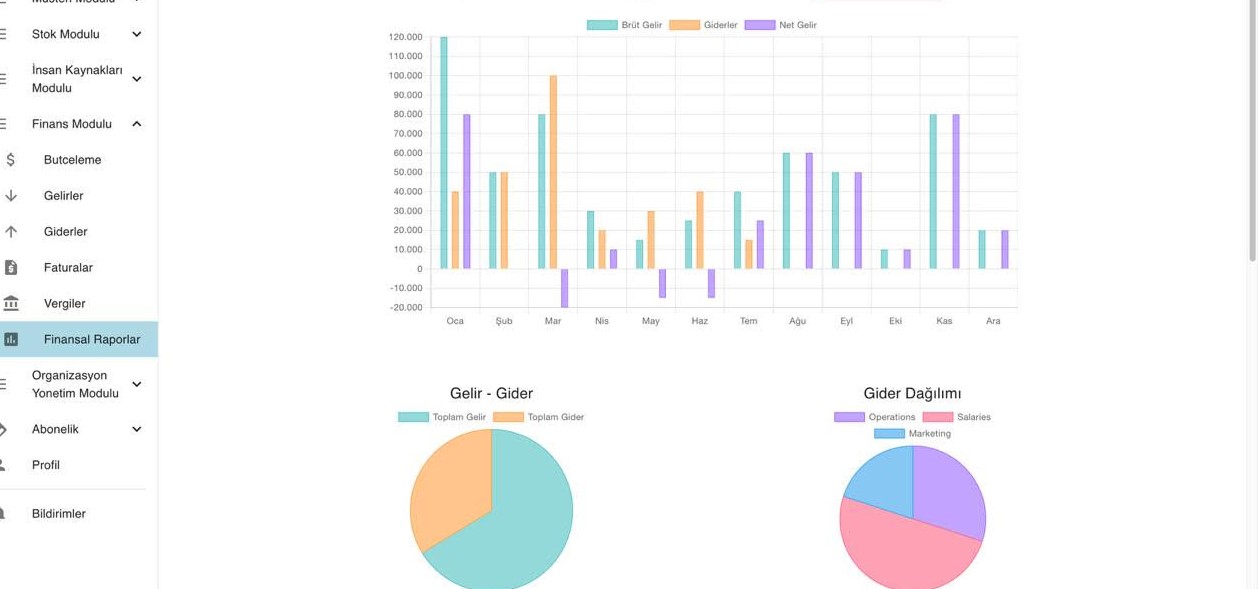 Müşteri Modülü
Stok Modulu
İnsan Kaynakları
Modulu
Finans Modulu
Butceleme
Gelirler
Giderler
Faturalar
Vergiler
Finansal Raporlar
Organizasyon
Yonetim Modulu
Abonelik
Profil
Bildirimler
Brüt Gelir Giderler Net Gelir
120.000
110.000
100.000
90.000
80.000
70.000
60.000
50.000
40.000
30.000
20.000
10.000
0
-10.000
-20.000
Oca Şub Mar Nis May Haz Tem Ağu Eyl Eki Kas Ara
Gelir - Gider
Toplam Gelir Toplam Gider
Gider Dağılımı
Operations Salaries
Marketing